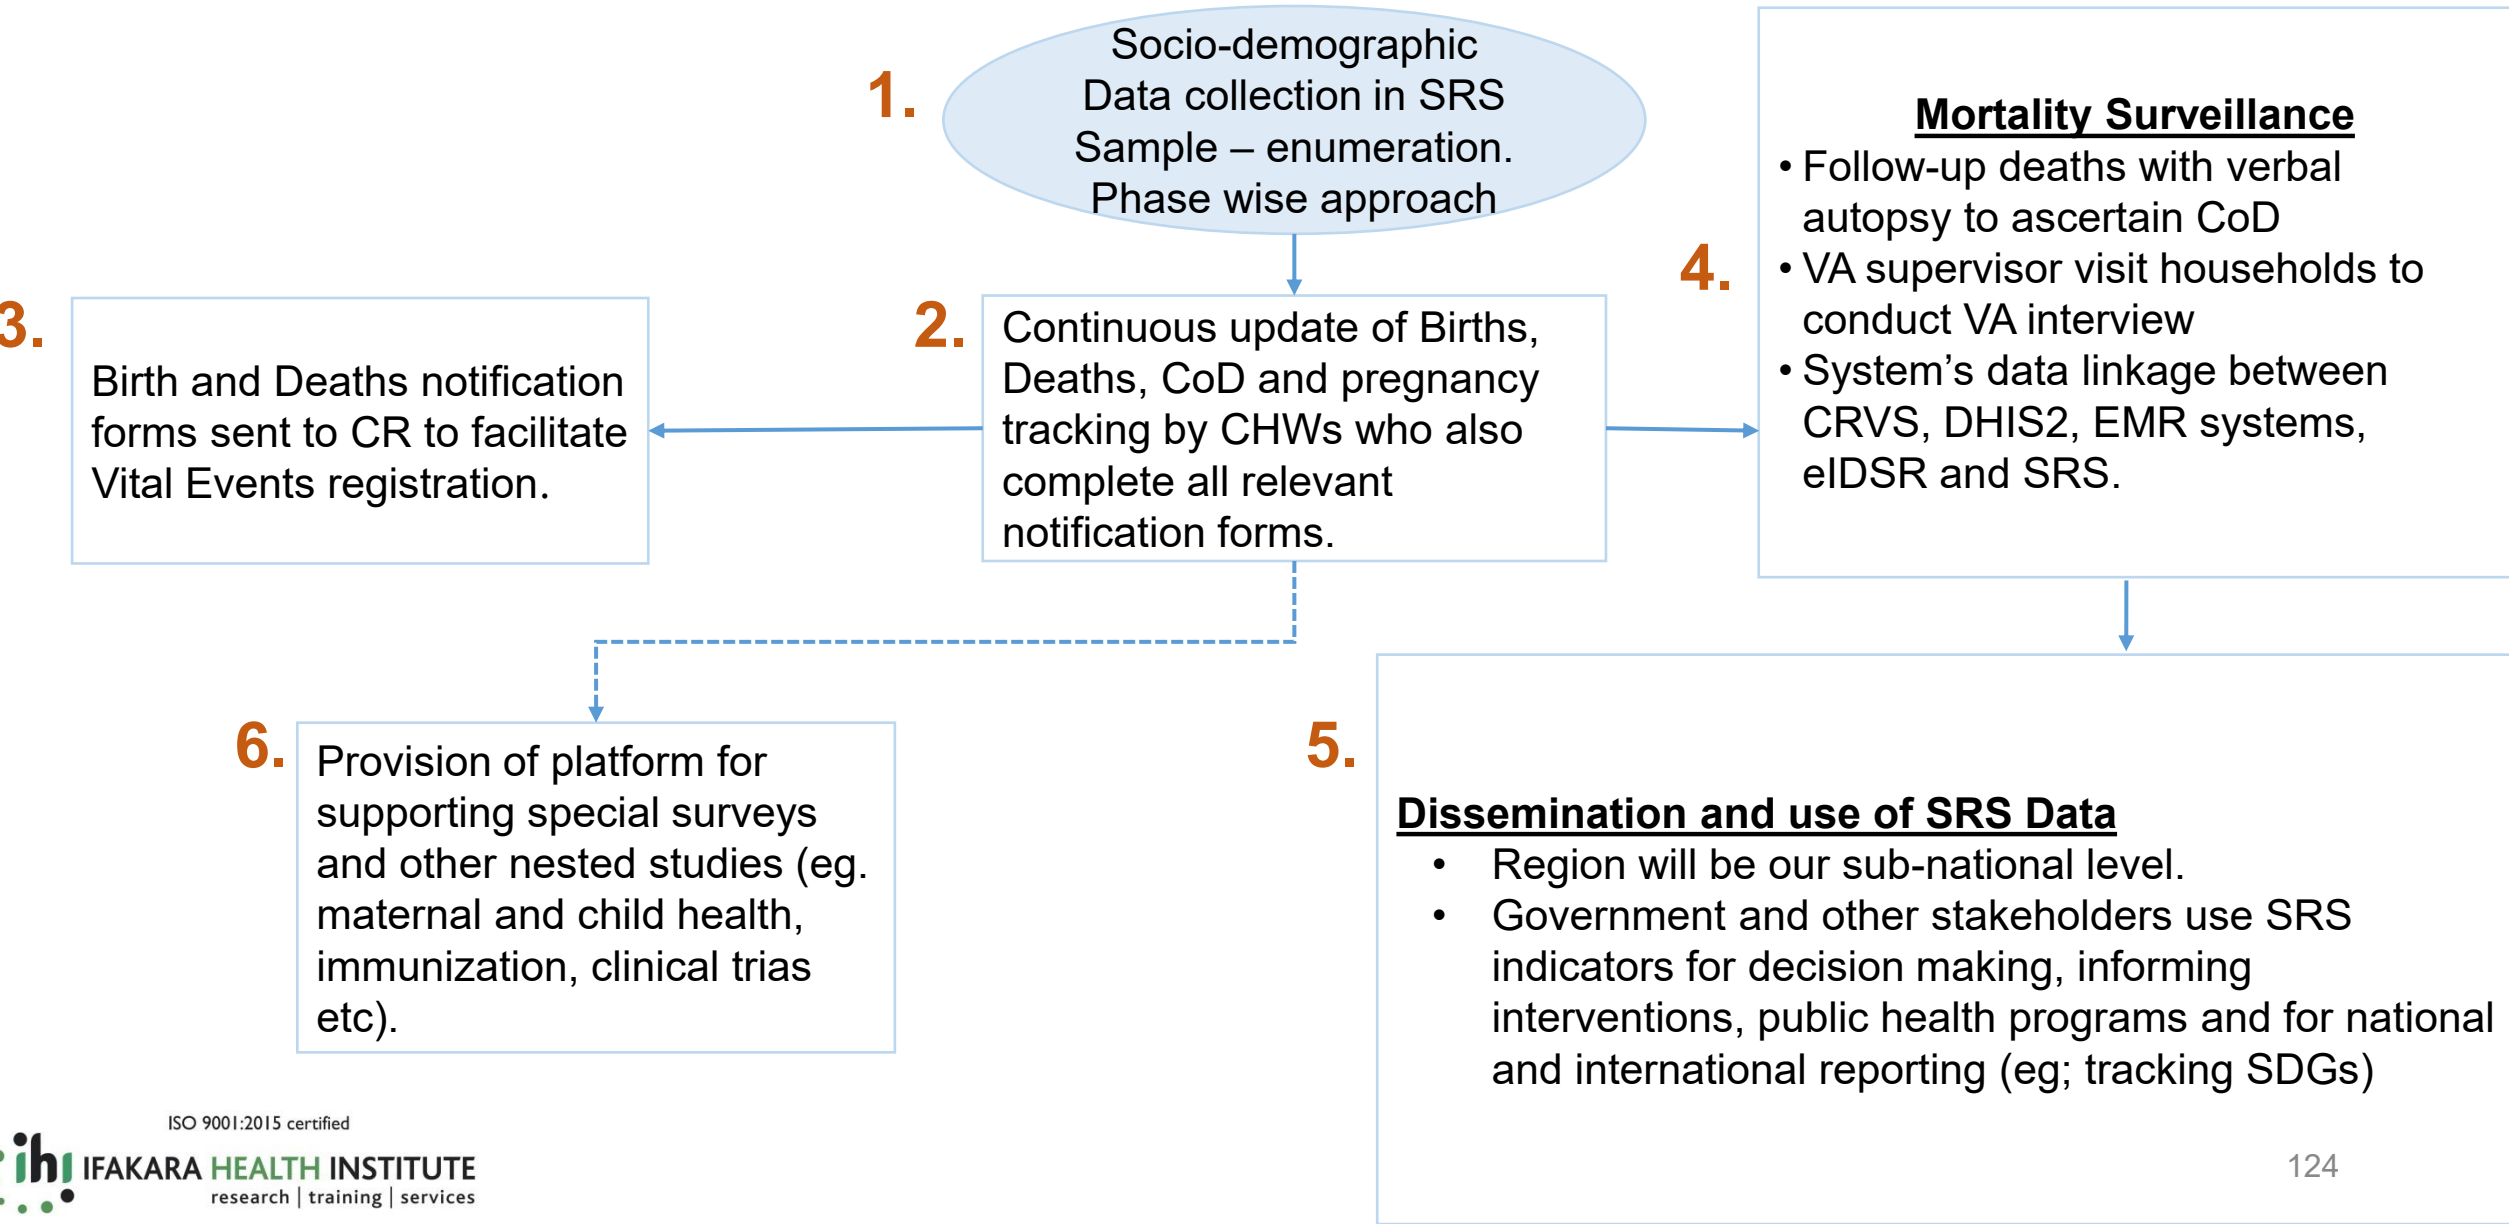 1.
Socio-demographic
Data collection in SRS
Sample – enumeration.
Phase wise approach
2.
Continuous update of Births,
Deaths, CoD and pregnancy
tracking by CHWs who also
complete all relevant
notification forms.
3.
Birth and Deaths notification
forms sent to CR to facilitate
Vital Events registration.
4.
Mortality Surveillance
• Follow-up deaths with verbal
autopsy to ascertain CoD
• VA supervisor visit households to
conduct VA interview
• System’s data linkage between
CRVS, DHIS2, EMR systems,
eIDSR and SRS.
5.
Dissemination and use of SRS Data
• Region will be our sub-national level.
• Government and other stakeholders use SRS
indicators for decision making, informing
interventions, public health programs and for national
and international reporting (eg; tracking SDGs)
6.
Provision of platform for
supporting special surveys
and other nested studies (eg.
maternal and child health,
immunization, clinical trias
etc).
ISO 9001:2015 certified
ihi IFAKARA HEALTH INSTITUTE
research | training | services
124